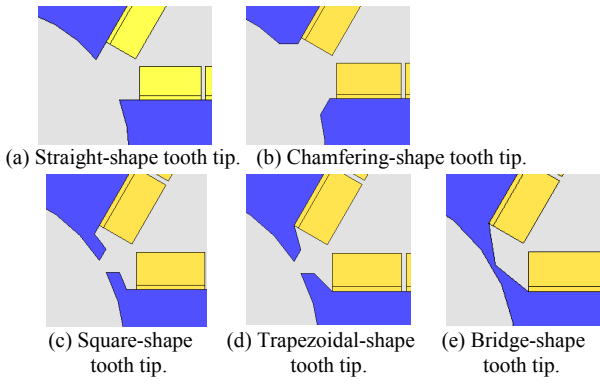 (a) Straight-shape tooth tip.
(b) Chamfering-shape tooth tip.
(c) Square-shape
tooth tip.
(d) Trapezoidal-shape
tooth tip.
(e) Bridge-shape
tooth tip.